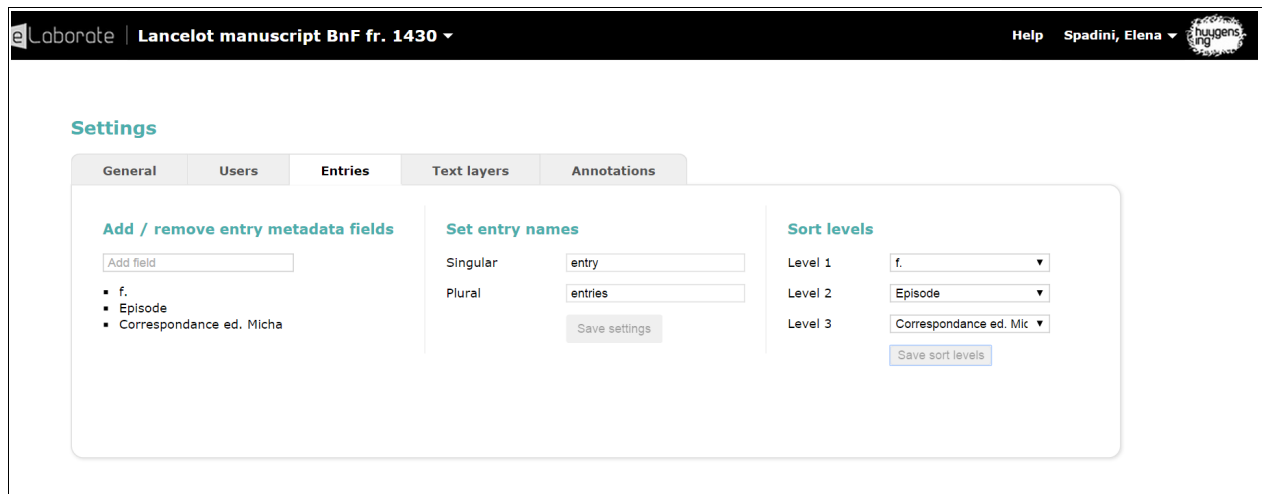 eLaborate | Lancelot manuscript BnF fr. 1430
Help Spadini, Elena huygens ing
Settings
General Users Entries Text layers Annotations
Add / remove entry metadata fields
Add field
f.
Episode
Correspondance ed. Micha
Set entry names
Singular entry
Plural entries
Save settings
Sort levels
Level 1 f.
Level 2 Episode
Level 3 Correspondance ed. Mic
Save sort levels